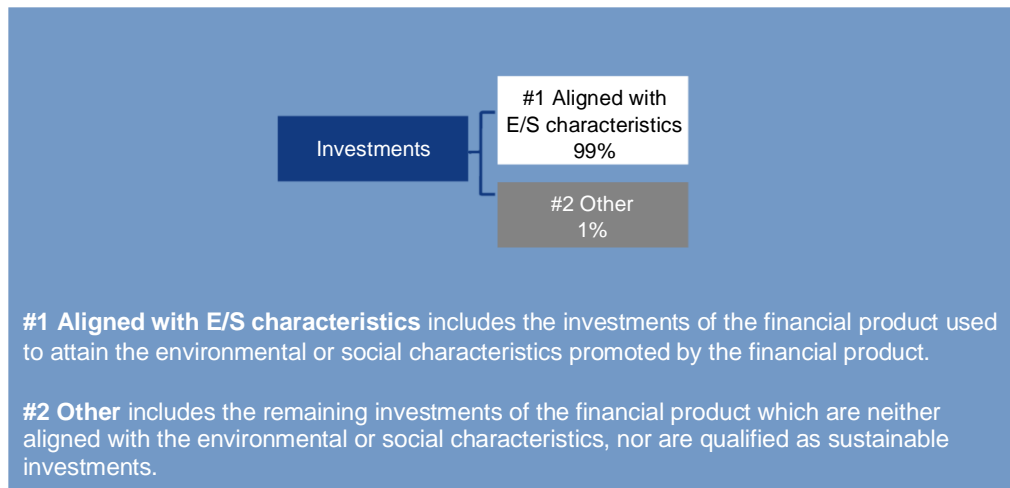 #1 Aligned with
E/S characteristics
99%
Investments
#2 Other
1%
#1 Aligned with E/S characteristics includes the investments of the financial product used
to attain the environmental or social characteristics promoted by the financial product.
#2 Other includes the remaining investments of the financial product which are neither
aligned with the environmental or social characteristics, nor are qualified as sustainable
investments.